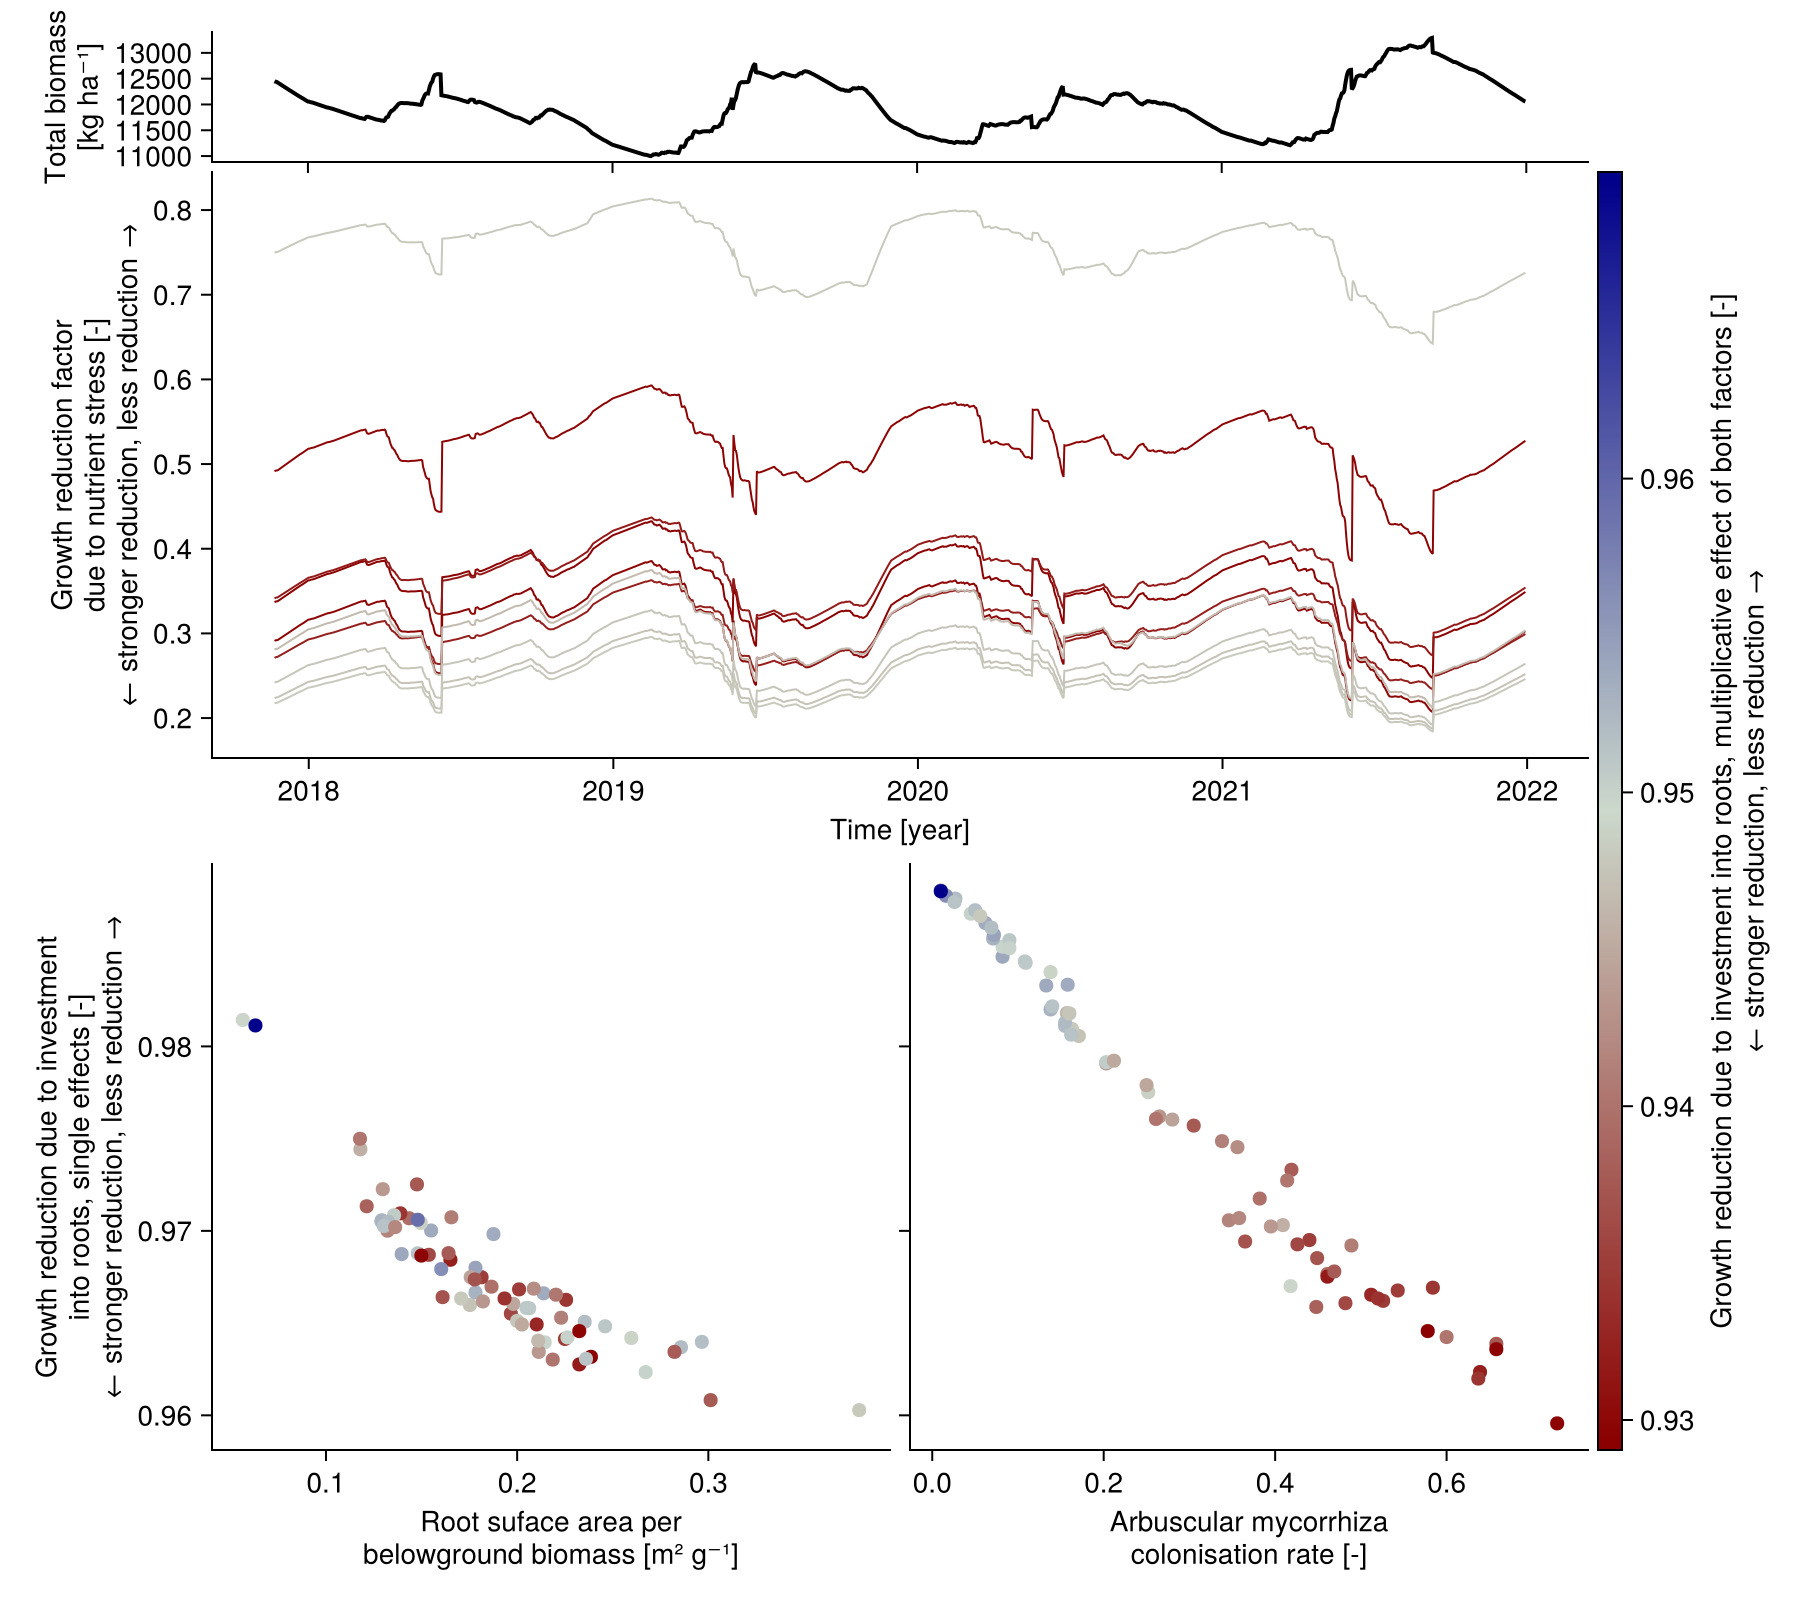 Total biomass
[kg ha⁻¹]
13000
12500
12000
11500
11000
Growth reduction factor
due to nutrient stress [-]
← stronger reduction, less reduction →
0.8
0.7
0.6
0.5
0.4
0.3
0.2
2018
2019
2020
2021
2022
Time [year]
Growth reduction due to investment
into roots, single effects [-]
← stronger reduction, less reduction →
0.98
0.97
0.96
0.1
0.2
0.3
Root suface area per
belowground biomass [m² g⁻¹]
0.0
0.2
0.4
0.6
Arbuscular mycorrhiza
colonisation rate [-]
0.96
0.95
0.94
0.93
Growth reduction due to investment into roots, multiplicative effect of both factors [-]
← stronger reduction, less reduction →